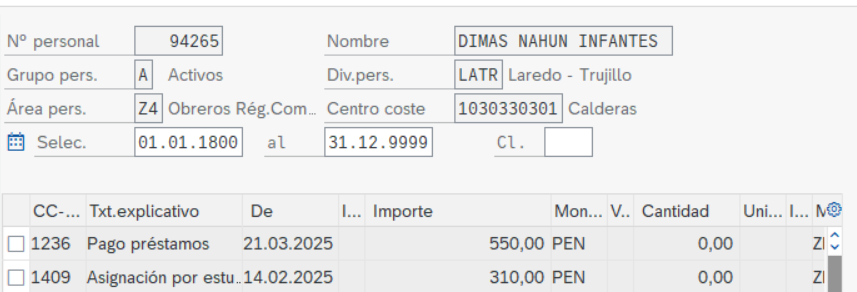 Nº personal 94265 Nombre DIMAS NAHUN INFANTES
Grupo pers. A Activos Div.pers. LATR Laredo - Trujillo
Área pers. Z4 Obreros Rég.Com... Centro coste 1030330301 Calderas
Selec. 01.01.1800 al 31.12.9999 Cl.
CC-... Txt.explicativo De I... Importe Mon... V.. Cantidad Uni... I... M
1236 Pago préstamos 21.03.2025 550,00 PEN 0,00 ZI
1409 Asignación por estu.. 14.02.2025 310,00 PEN 0,00 ZI